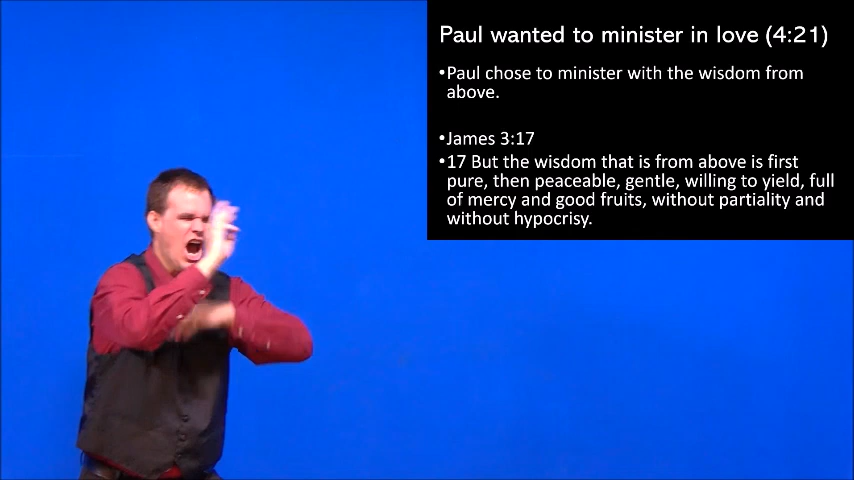 Paul wanted to minister in love (4:21)
•Paul chose to minister with the wisdom from
above.
•James 3:17
•17 But the wisdom that is from above is first
pure, then peaceable, gentle, willing to yield, full
of mercy and good fruits, without partiality and
without hypocrisy.